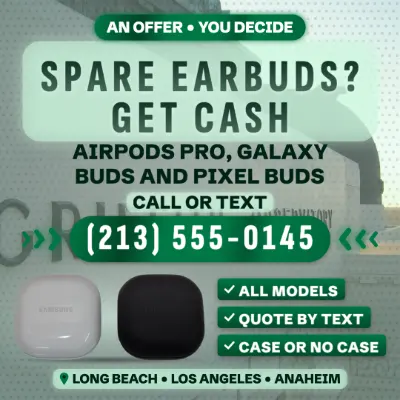 AN OFFER • YOU DECIDE
SPARE EARBUDS?
GET CASH
AIRPODS PRO, GALAXY
BUDS AND PIXEL BUDS
CALL OR TEXT
(213) 555-0145
SAMSUNG
✓ ALL MODELS
✓ QUOTE BY TEXT
✓ CASE OR NO CASE
LONG BEACH • LOS ANGELES • ANAHEIM